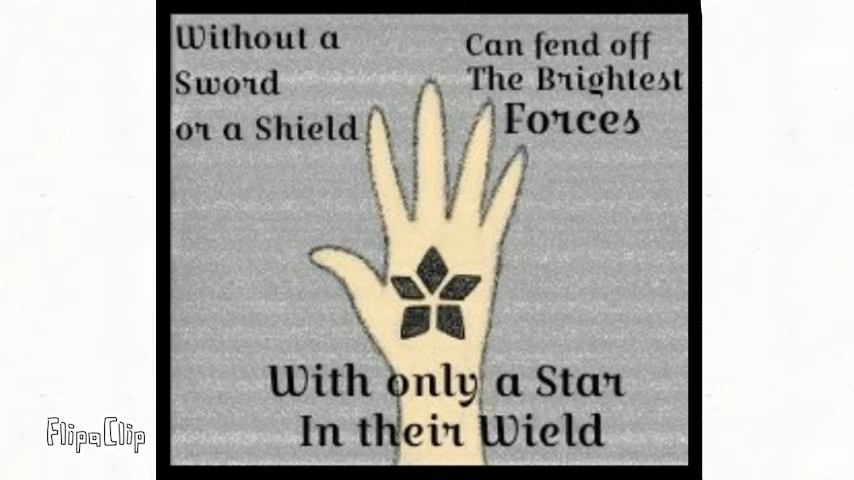 Without a
Sword
or a Shield
Can fend off
The Brightest
Forces
With only a Star
In their Wield
FlipaClip